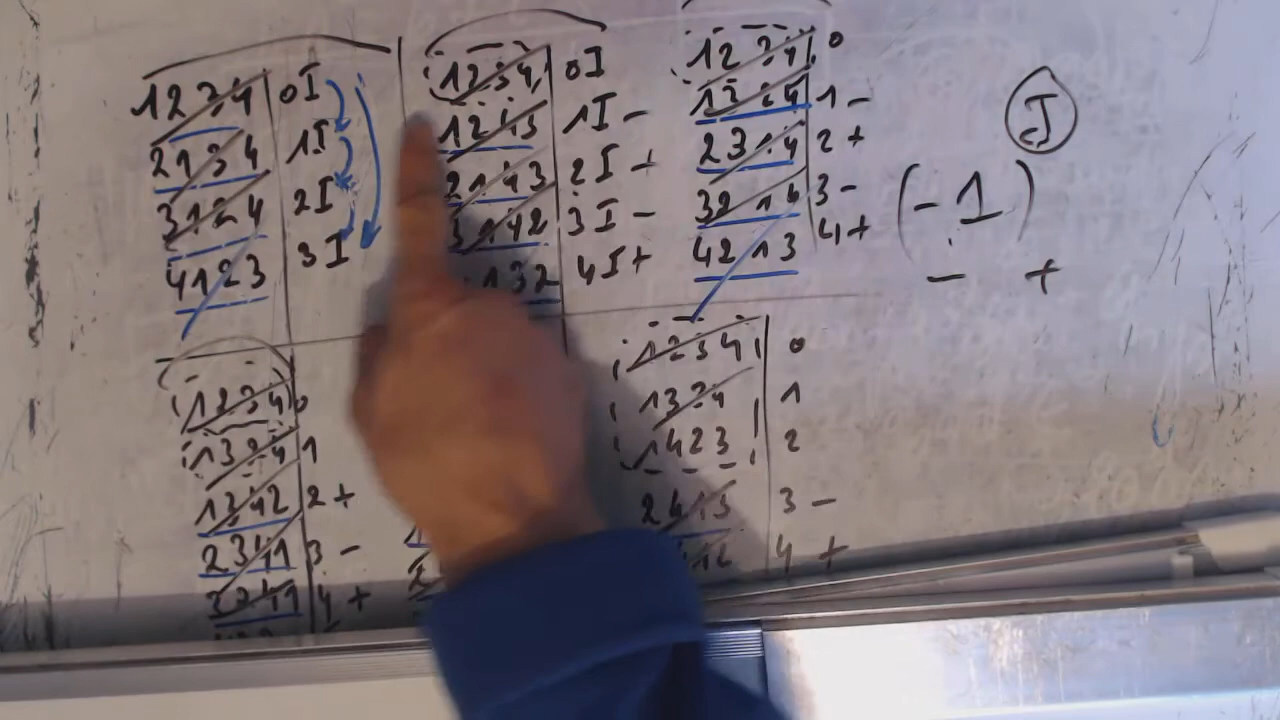 1234 0I
2134 1I
3124 2I
4123 3I
1234 0I
1243 1I -
2143 2I +
3142 3I -
132 4I +
1234 0
1324 1 -
2314 2 +
3214 3 -
4213 4 +
J
(-1)
- +
1234 0
1324 1
1342 2 +
2341 3 -
4 +
1234 0
1324 1
1423 2
2413 3 -
4 +